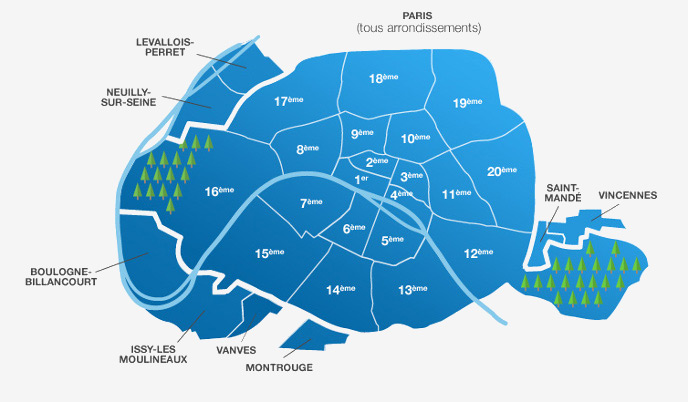 PARIS
(tous arrondissements)
LEVALLOIS-
PERRET
NEUILLY-
SUR-SEINE
18ème
17ème
19ème
9ème
10ème
8ème
2ème
1er
3ème
20ème
16ème
4ème
11ème
7ème
SAINT-
MANDÉ
VINCENNES
6ème
5ème
15ème
12ème
BOULOGNE-
BILLANCOURT
14ème
13ème
ISSY-LES
MOULINEAUX
VANVES
MONTROUGE